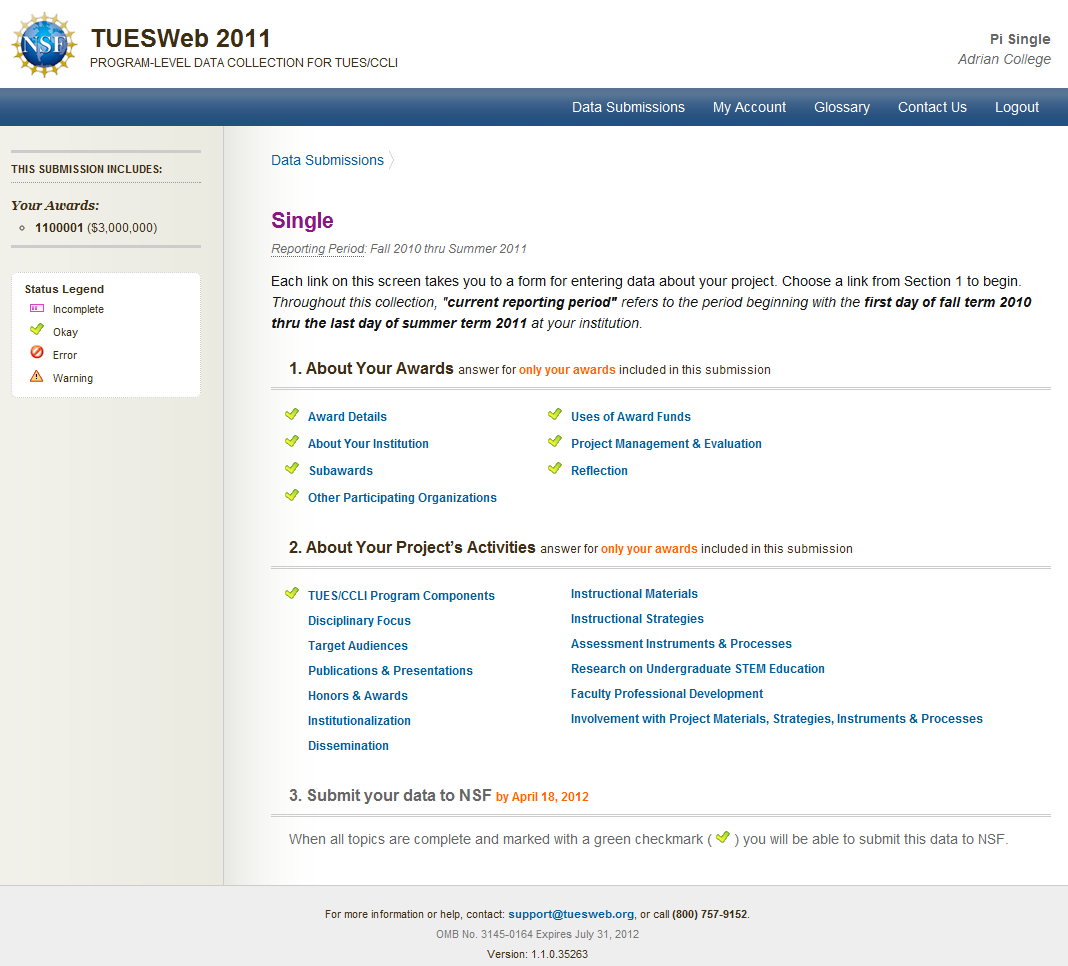 NSF
TUESWeb 2011
PROGRAM-LEVEL DATA COLLECTION FOR TUES/CCLI
Pi Single
Adrian College
Data Submissions My Account Glossary Contact Us Logout
THIS SUBMISSION INCLUDES:
Your Awards:
1100001 ($3,000,000)
Status Legend
Incomplete
Okay
Error
Warning
Data Submissions
Single
Reporting Period: Fall 2010 thru Summer 2011
Each link on this screen takes you to a form for entering data about your project. Choose a link from Section 1 to begin.
Throughout this collection, "current reporting period" refers to the period beginning with the first day of fall term 2010
thru the last day of summer term 2011 at your institution.
1. About Your Awards answer for only your awards included in this submission
Award Details
About Your Institution
Subawards
Other Participating Organizations
Uses of Award Funds
Project Management & Evaluation
Reflection
2. About Your Project's Activities answer for only your awards included in this submission
TUES/CCLI Program Components
Disciplinary Focus
Target Audiences
Publications & Presentations
Honors & Awards
Institutionalization
Dissemination
Instructional Materials
Instructional Strategies
Assessment Instruments & Processes
Research on Undergraduate STEM Education
Faculty Professional Development
Involvement with Project Materials, Strategies, Instruments & Processes
3. Submit your data to NSF by April 18, 2012
When all topics are complete and marked with a green checkmark ( ) you will be able to submit this data to NSF.
For more information or help, contact: support@tuesweb.org, or call (800) 757-9152.
OMB No. 3145-0164 Expires July 31, 2012
Version: 1.1.0.35263